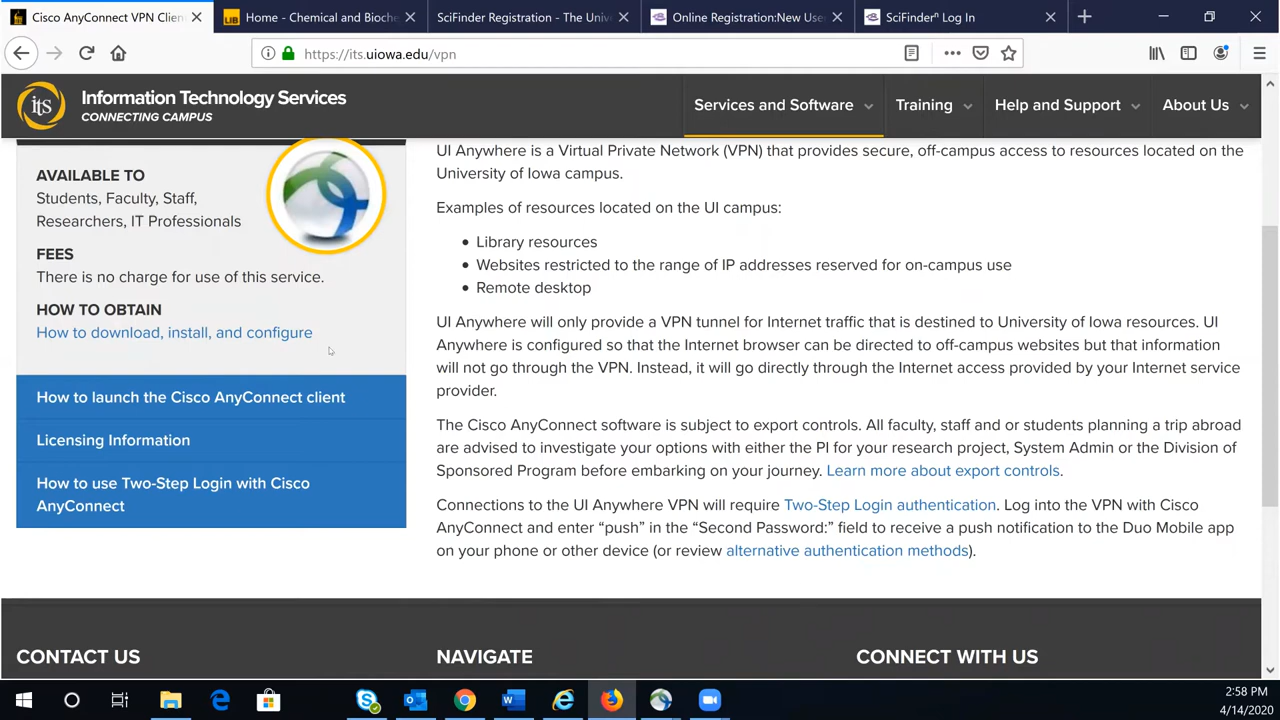 Cisco AnyConnect VPN Clien
Home - Chemical and Bioche
SciFinder Registration - The Univ
Online Registration:New User
SciFinderⁿ Log In
https://its.uiowa.edu/vpn
its
Information Technology Services
CONNECTING CAMPUS
Services and Software
Training
Help and Support
About Us
AVAILABLE TO
Students, Faculty, Staff,
Researchers, IT Professionals
FEES
There is no charge for use of this service.
HOW TO OBTAIN
How to download, install, and configure
How to launch the Cisco AnyConnect client
Licensing Information
How to use Two-Step Login with Cisco
AnyConnect
UI Anywhere is a Virtual Private Network (VPN) that provides secure, off-campus access to resources located on the
University of Iowa campus.
Examples of resources located on the UI campus:
• Library resources
• Websites restricted to the range of IP addresses reserved for on-campus use
• Remote desktop
UI Anywhere will only provide a VPN tunnel for Internet traffic that is destined to University of Iowa resources. UI
Anywhere is configured so that the Internet browser can be directed to off-campus websites but that information
will not go through the VPN. Instead, it will go directly through the Internet access provided by your Internet service
provider.
The Cisco AnyConnect software is subject to export controls. All faculty, staff and or students planning a trip abroad
are advised to investigate your options with either the PI for your research project, System Admin or the Division of
Sponsored Program before embarking on your journey. Learn more about export controls.
Connections to the UI Anywhere VPN will require Two-Step Login authentication. Log into the VPN with Cisco
AnyConnect and enter “push” in the “Second Password:” field to receive a push notification to the Duo Mobile app
on your phone or other device (or review alternative authentication methods).
CONTACT US
NAVIGATE
CONNECT WITH US
2:58 PM
4/14/2020